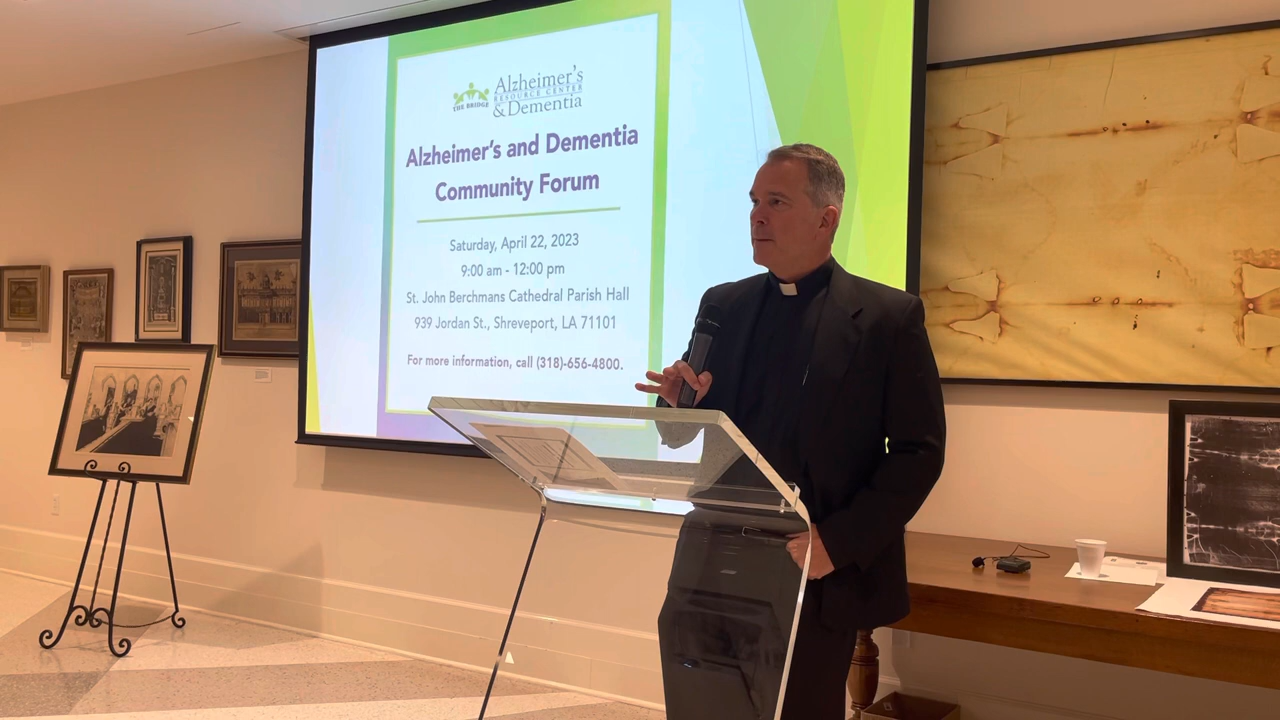 THE BRIDGE
Alzheimer's
RESOURCE CENTER
& Dementia
Alzheimer's and Dementia
Community Forum
Saturday, April 22, 2023
9:00 am - 12:00 pm
St. John Berchmans Cathedral Parish Hall
939 Jordan St., Shreveport, LA 71101
For more information, call (318)-656-4800.